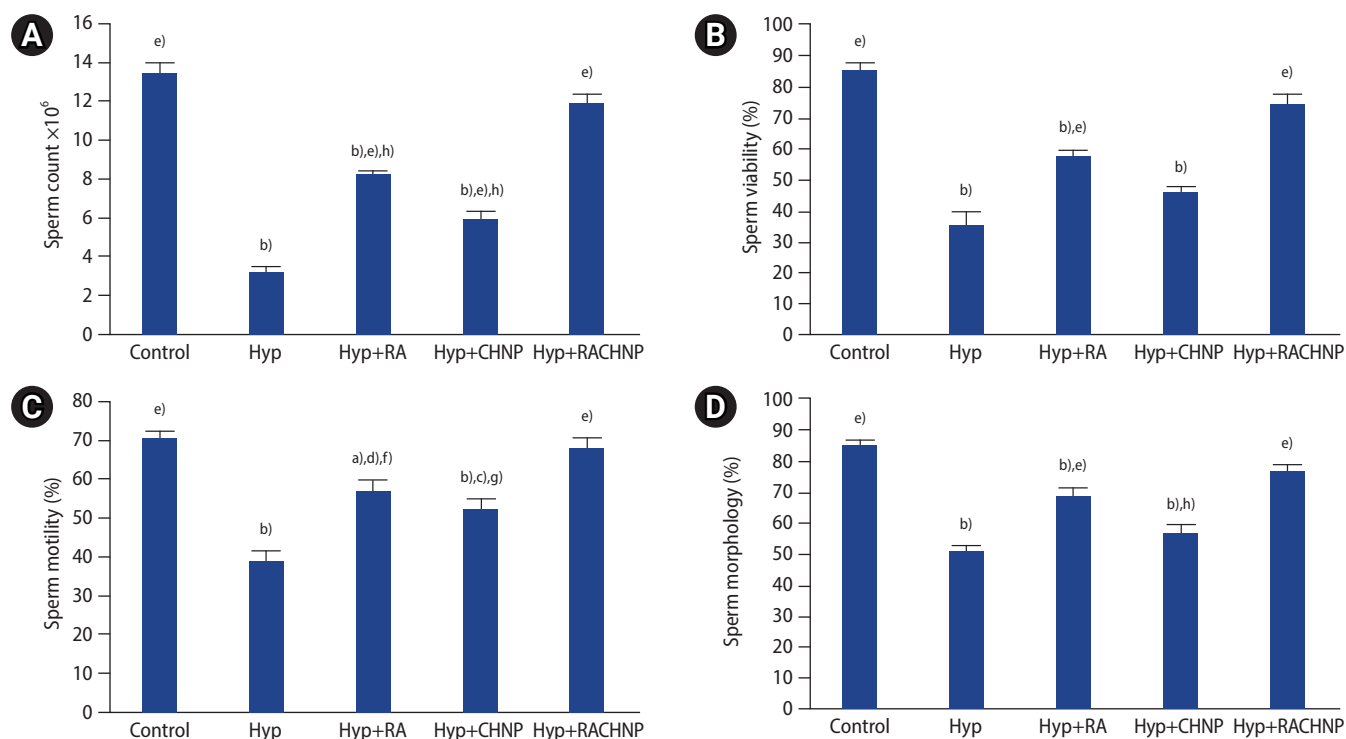 A
Sperm count ×10⁶
16
14
12
10
8
6
4
2
0
e)
b)
b),e),h)
b),e),h)
e)
Control Hyp Hyp+RA Hyp+CHNP Hyp+RACHNP
B
Sperm viability (%)
100
90
80
70
60
50
40
30
20
10
0
e)
b)
b),e)
b)
e)
Control Hyp Hyp+RA Hyp+CHNP Hyp+RACHNP
C
Sperm motility (%)
80
70
60
50
40
30
20
10
0
e)
b)
a),d),f)
b),c),g)
e)
Control Hyp Hyp+RA Hyp+CHNP Hyp+RACHNP
D
Sperm morphology (%)
100
90
80
70
60
50
40
30
20
10
0
e)
b)
b),e)
b),h)
e)
Control Hyp Hyp+RA Hyp+CHNP Hyp+RACHNP